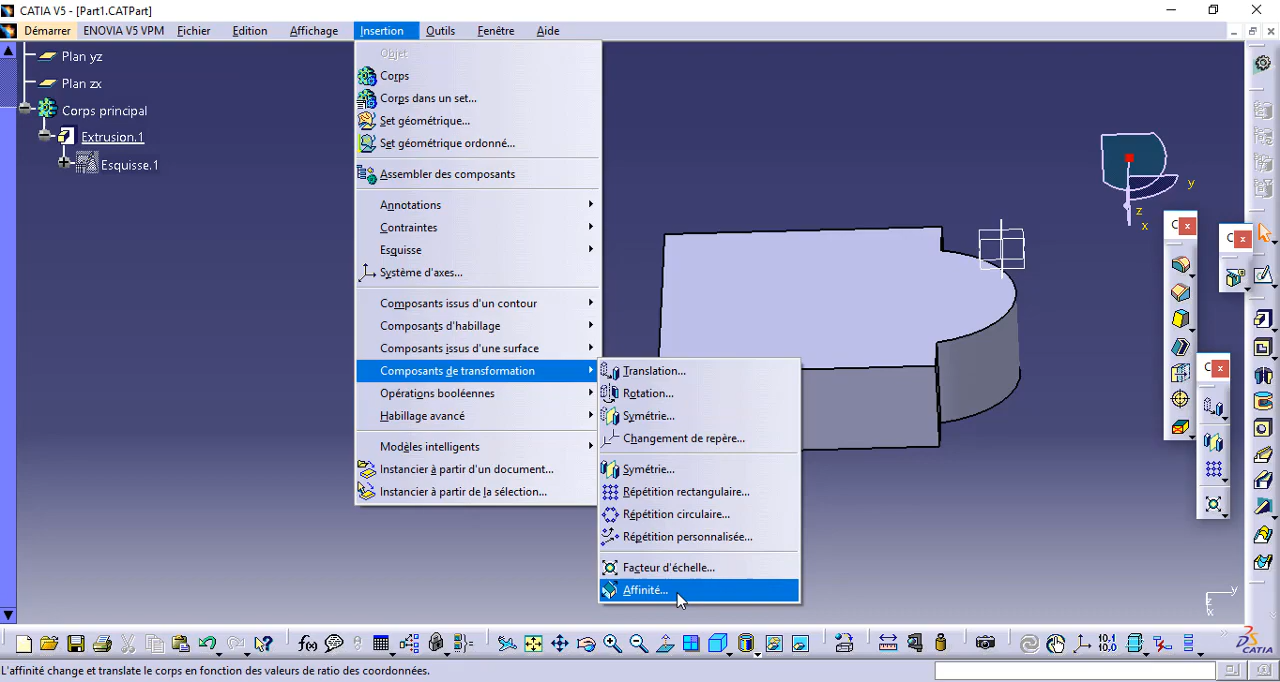 CATIA V5 - [Part1.CATPart]
Démarrer ENOVIA V5 VPM Fichier Edition Affichage Insertion Outils Fenêtre Aide
Plan yz
Plan zx
Corps principal
Extrusion.1
Esquisse.1
Objet
Corps
Corps dans un set...
Set géométrique...
Set géométrique ordonné...
Assembler des composants
Annotations
Contraintes
Esquisse
Système d'axes...
Composants issus d'un contour
Composants d'habillage
Composants issus d'une surface
Composants de transformation
Opérations booléennes
Habillage avancé
Modèles intelligents
Instancier à partir d'un document...
Instancier à partir de la sélection...
Translation...
Rotation...
Symétrie...
Changement de repère...
Symétrie...
Répétition rectangulaire...
Répétition circulaire...
Répétition personnalisée...
Facteur d'échelle...
Affinité...
y
z
x
C x
C x
C x
y
z
f(x)
10,1
10,0
CATIA
L'affinité change et translate le corps en fonction des valeurs de ratio des coordonnées.